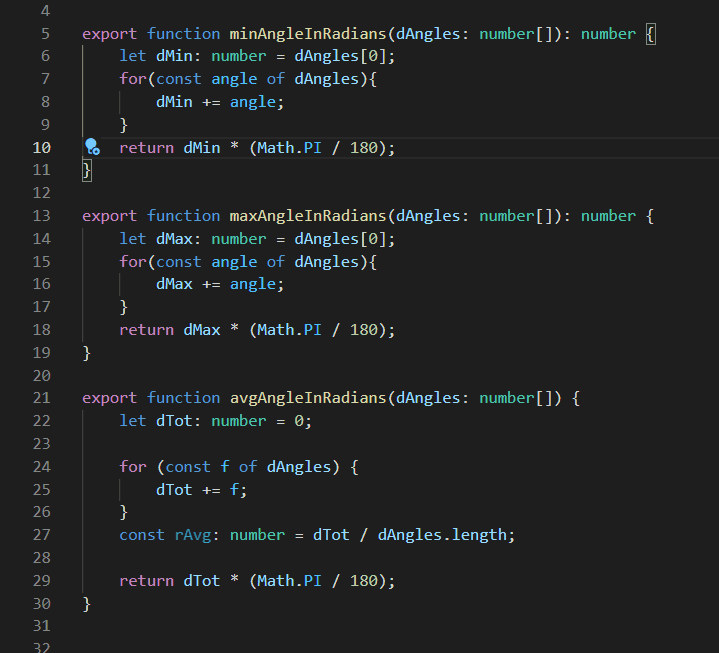 4
5 export function minAngleInRadians(dAngles: number[]): number {
6 let dMin: number = dAngles[0];
7 for(const angle of dAngles){
8 dMin += angle;
9 }
10 return dMin * (Math.PI / 180);
11 }
12
13 export function maxAngleInRadians(dAngles: number[]): number {
14 let dMax: number = dAngles[0];
15 for(const angle of dAngles){
16 dMax += angle;
17 }
18 return dMax * (Math.PI / 180);
19 }
20
21 export function avgAngleInRadians(dAngles: number[]) {
22 let dTot: number = 0;
23
24 for (const f of dAngles) {
25 dTot += f;
26 }
27 const rAvg: number = dTot / dAngles.length;
28
29 return dTot * (Math.PI / 180);
30 }
31
32